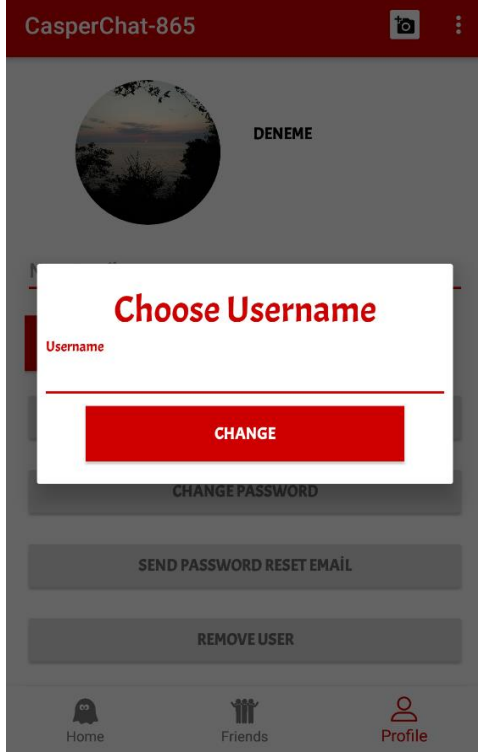 CasperChat-865
DENEME
Choose Username
Username
CHANGE
CHANGE PASSWORD
SEND PASSWORD RESET EMAİL
REMOVE USER
Home
Friends
Profile